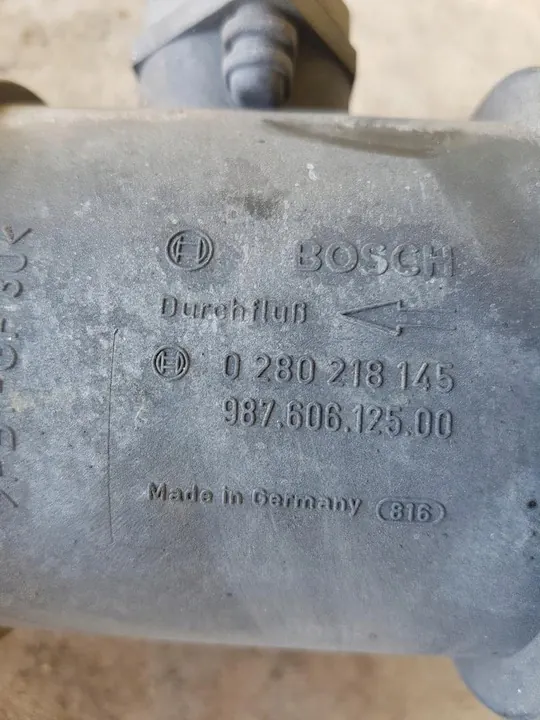 BOSCH
Durchfluß
0 280 218 145
987.606.125.00
Made in Germany 816